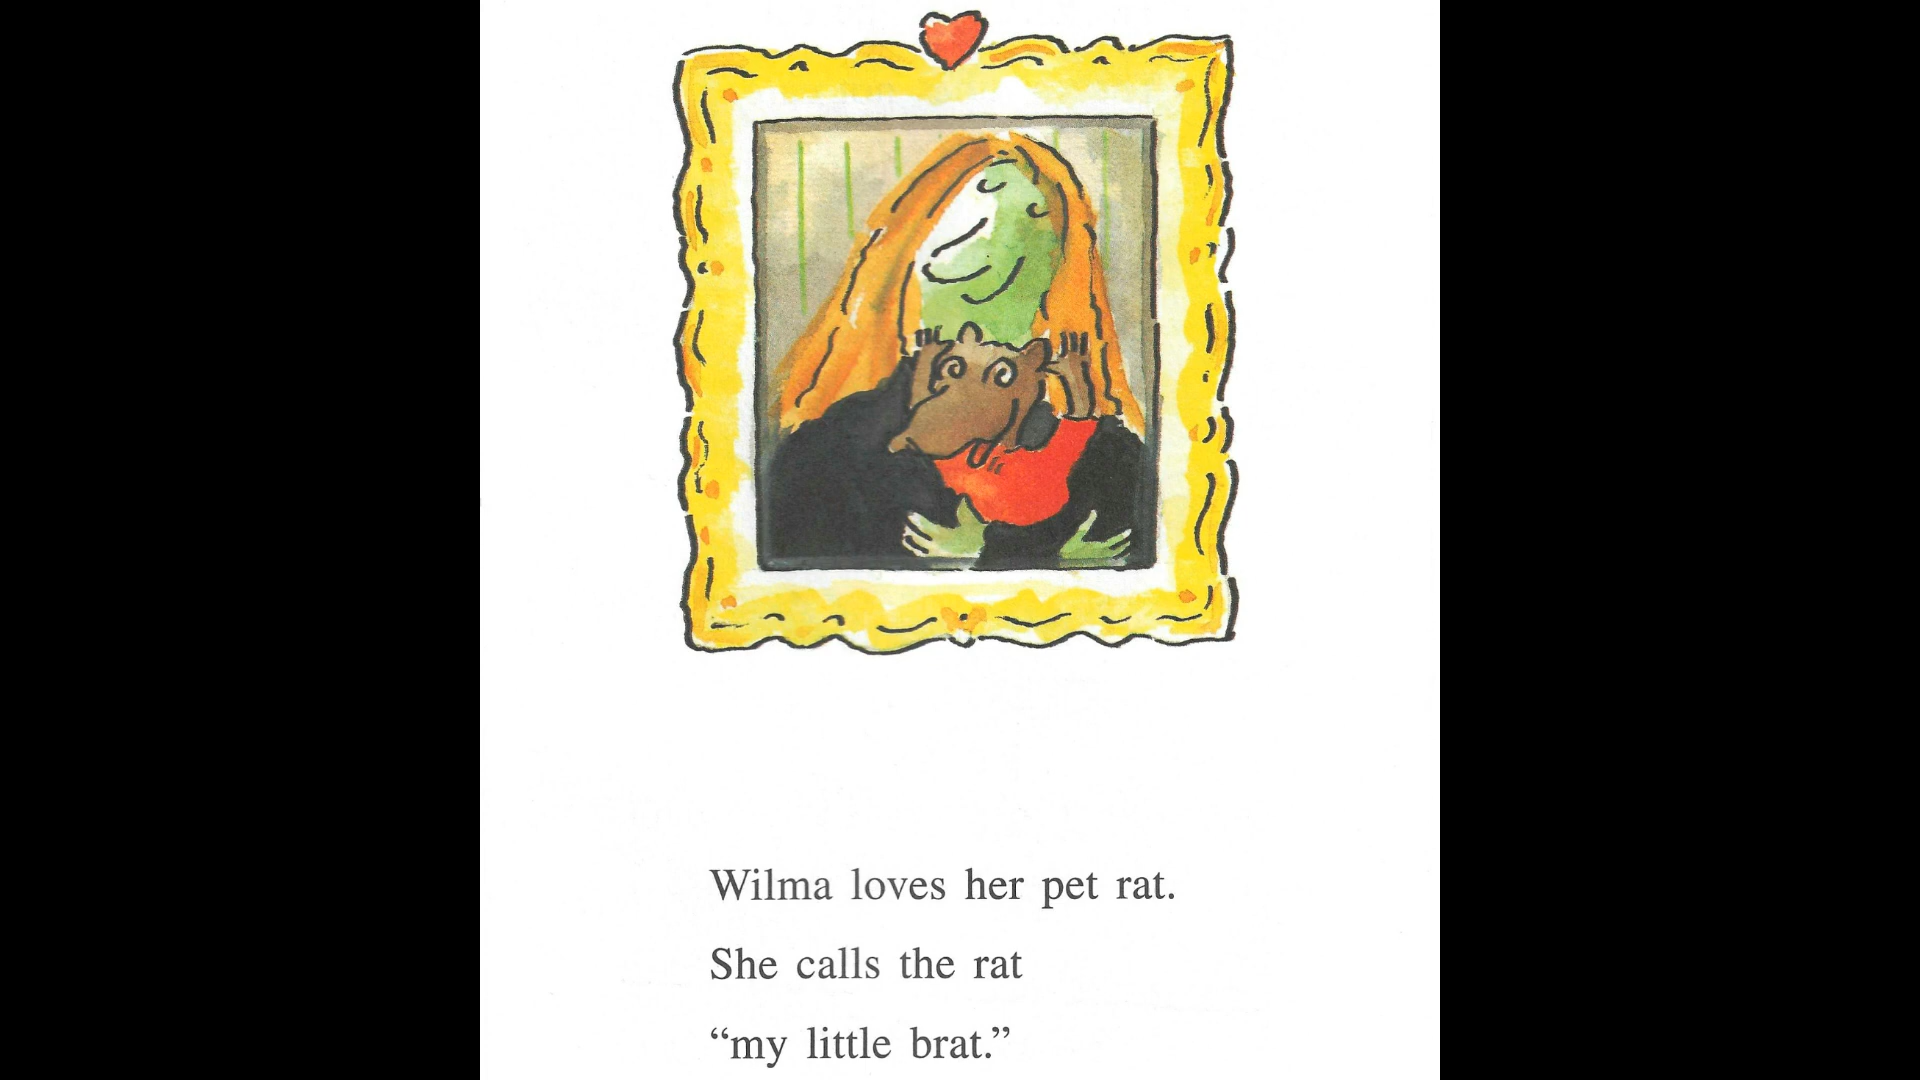 Wilma loves her pet rat.
She calls the rat
“my little brat.”